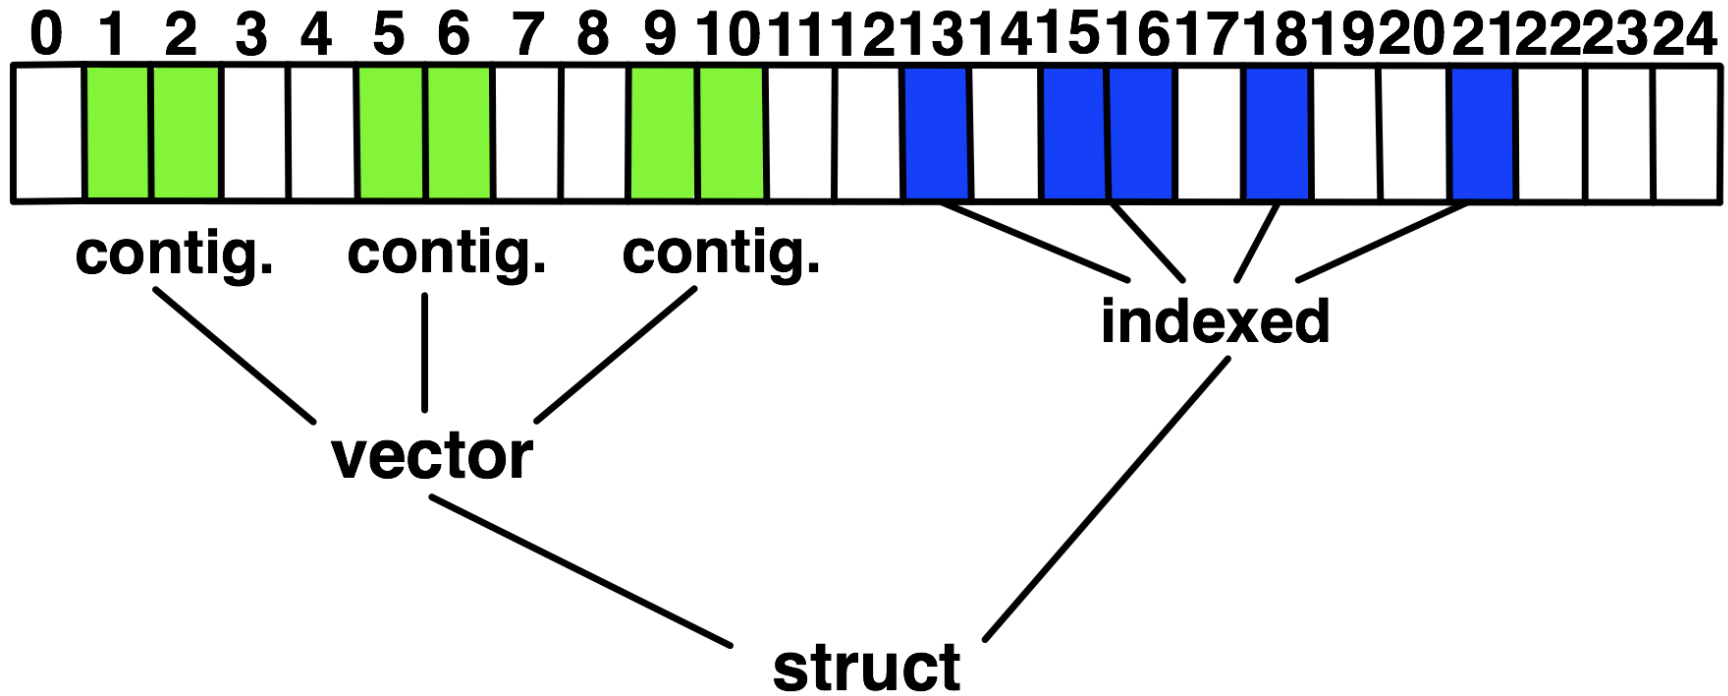 0 1 2 3 4 5 6 7 8 9 10 11 12 13 14 15 16 17 18 19 20 21 22 23 24
contig. contig. contig.
indexed
vector
struct